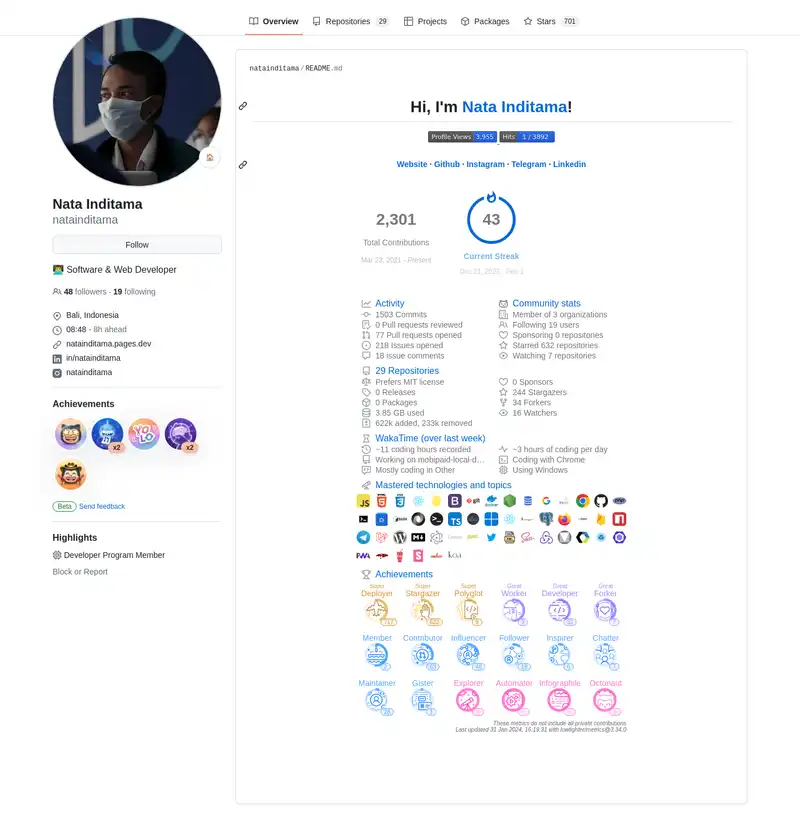 Overview Repositories 29 Projects Packages Stars 701
natainditama/README.md
Hi, I'm Nata Inditama!
Profile Views 3,955 Hits 1 / 3892
Website · Github · Instagram · Telegram · Linkedin
2,301
Total Contributions
Mar 23, 2021 - Present
43
Current Streak
Nata Inditama
natainditama
Follow
Software & Web Developer
48 followers · 19 following
Bali, Indonesia
08:48 - 8h ahead
natainditama.pages.dev
in/natainditama
natainditama
Achievements
x2
YOLO
x2
Beta Send feedback
Highlights
Developer Program Member
Block or Report
Activity
1503 Commits
0 Pull requests reviewed
77 Pull requests opened
218 Issues opened
18 issue comments
Community stats
Member of 3 organizations
Following 19 users
Sponsoring 0 repositories
Starred 632 repositories
Watching 7 repositories
29 Repositories
Prefers MIT license
0 Releases
0 Packages
3.85 GB used
622k added, 233k removed
0 Sponsors
244 Stargazers
34 Forkers
16 Watchers
WakaTime (over last week)
~11 coding hours recorded
Working on mobipaid-local-d...
Mostly coding in Other
~3 hours of coding per day
Coding with Chrome
Using Windows
Mastered technologies and topics
Achievements
Super Super Super Great Great Great
Deployer Stargazer Polyglot Worker Developer Forker
Member Contributor Influencer Follower Inspirer Chatter
Maintainer Gister Explorer Automator Infographile Octonaut
These metrics do not include all private contributions
Last updated 31 Jan 2024, 16:19:31 with lowlighter/metrics@3.34.0